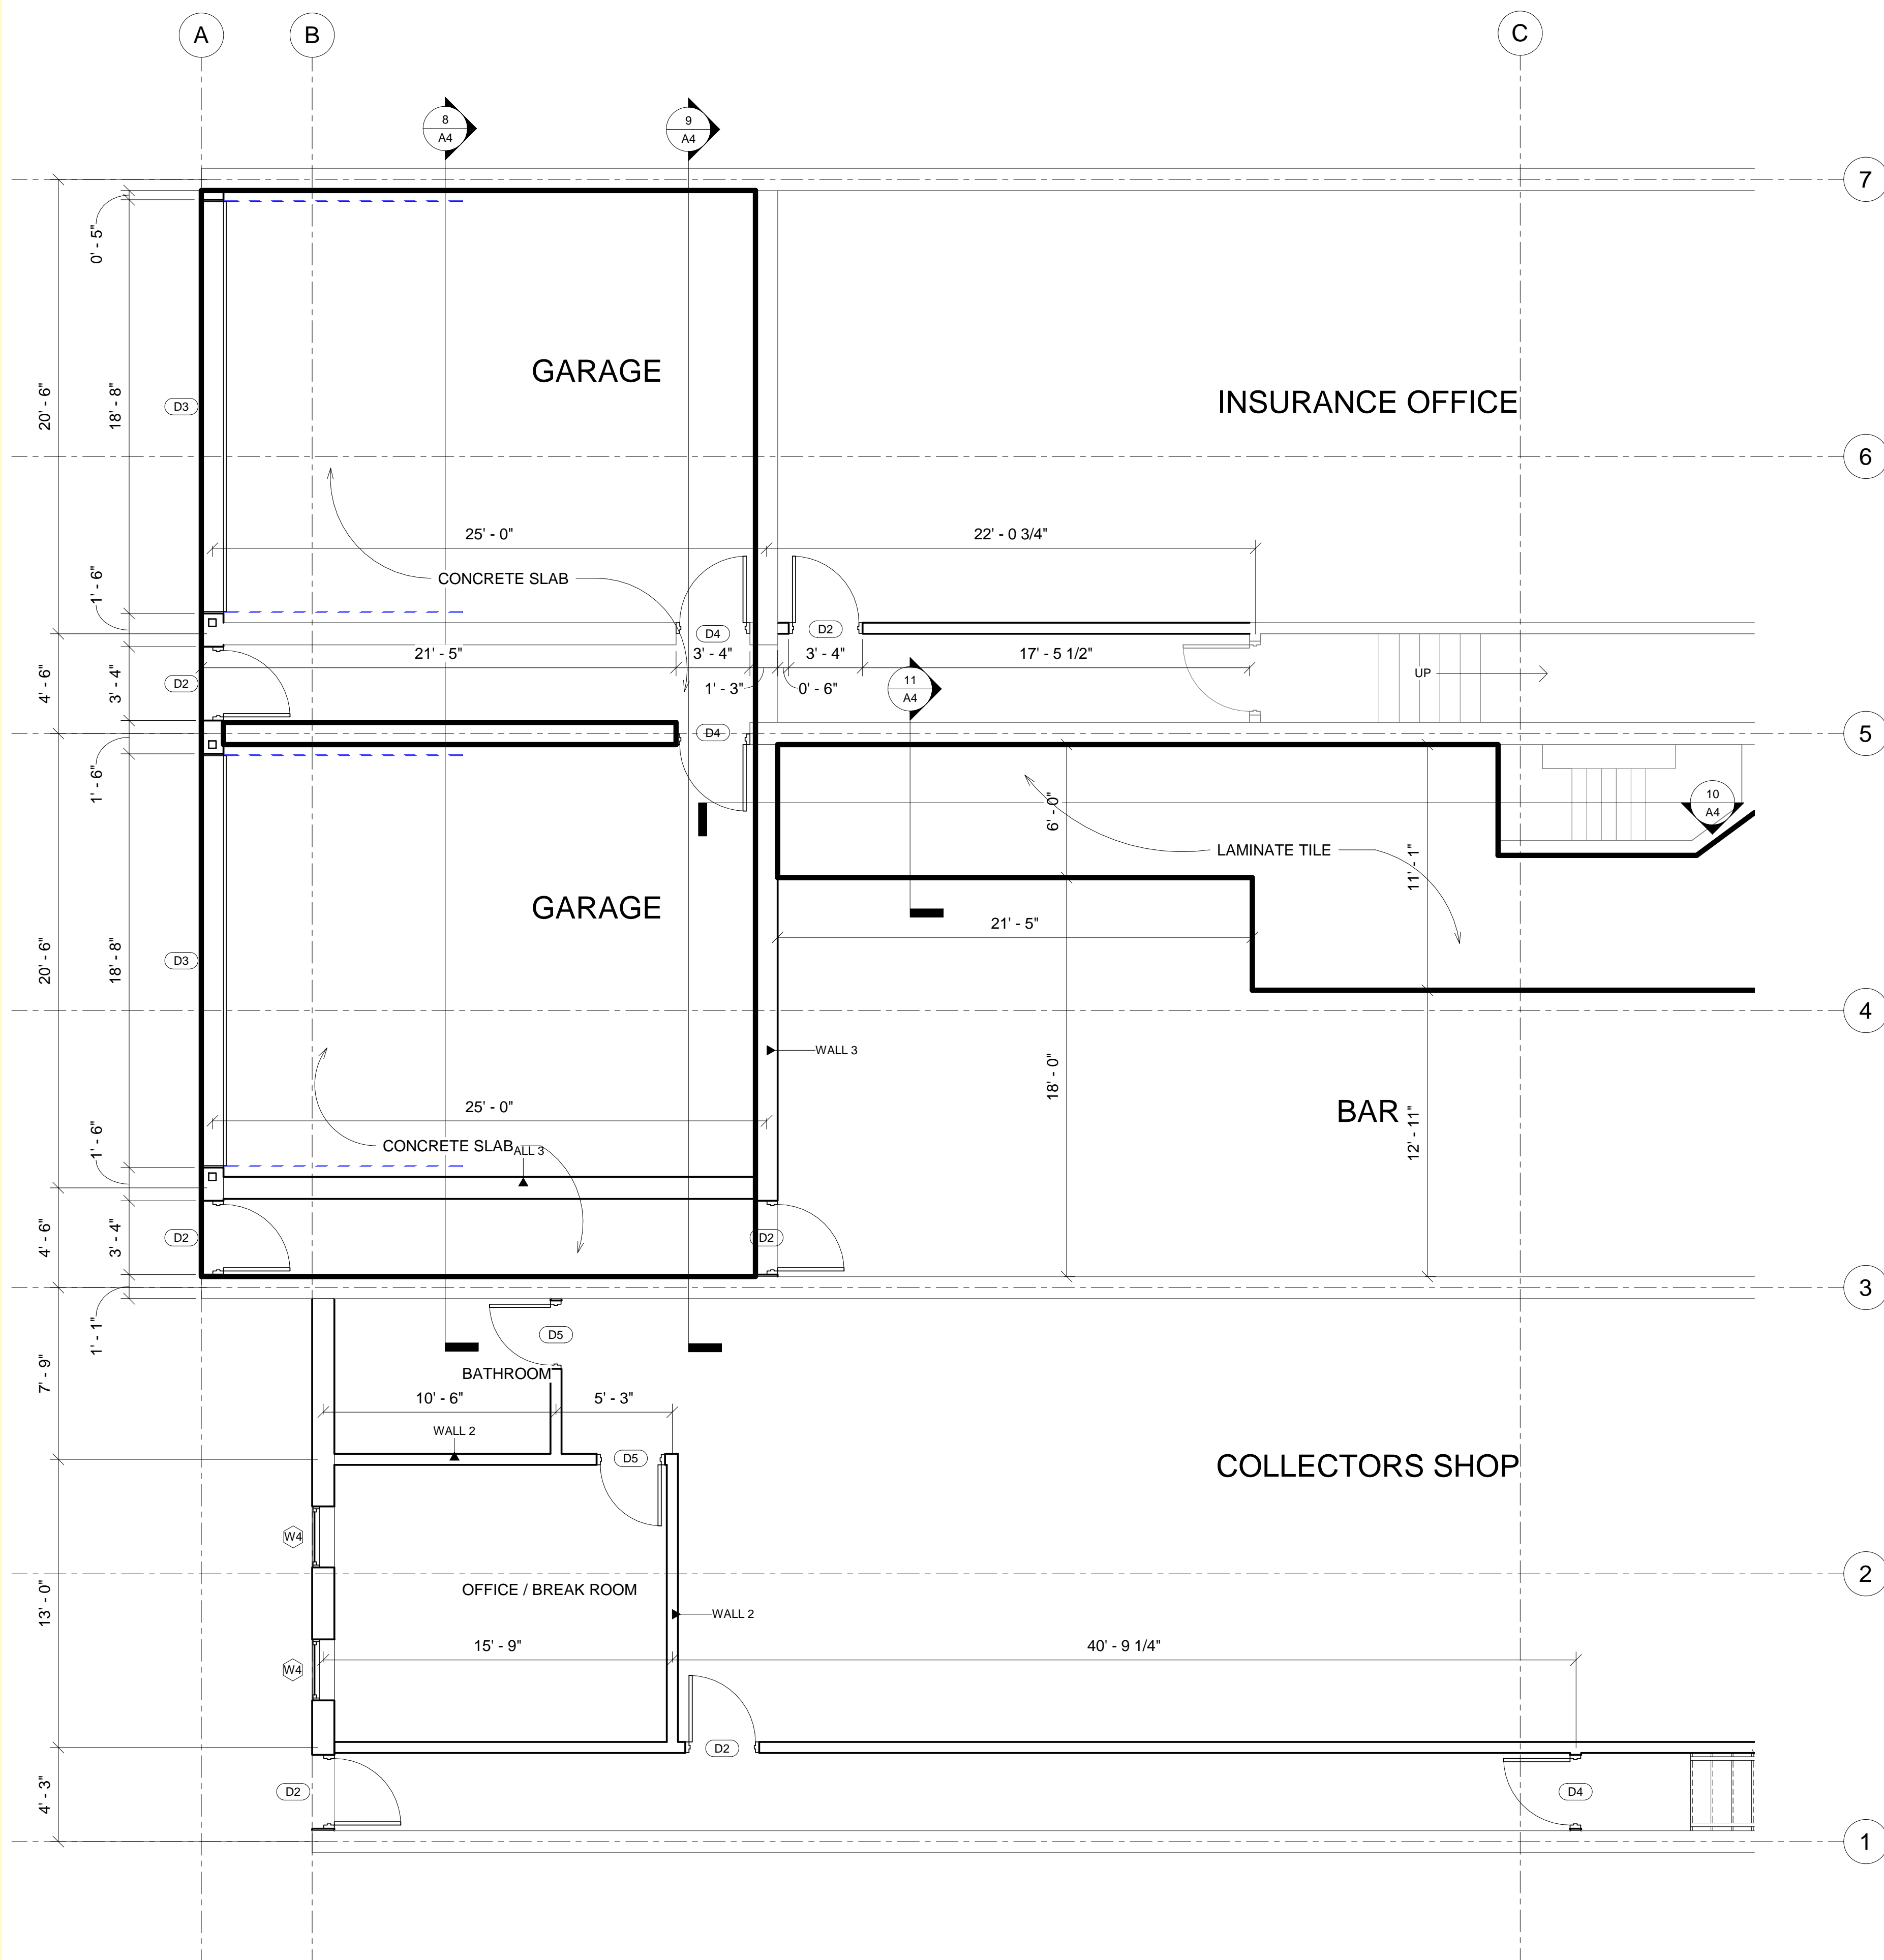 A
B
C
8
A4
9
A4
7
0' - 5"
GARAGE
20' - 6"
18' - 8"
D3
INSURANCE OFFICE
6
25' - 0"
22' - 0 3/4"
1' - 6"
CONCRETE SLAB
D4
D2
21' - 5"
3' - 4"
3' - 4"
17' - 5 1/2"
4' - 6"
3' - 4"
D2
1' - 3"
0' - 6"
11
A4
UP
D4
5
1' - 6"
10
A4
6' - 0"
LAMINATE TILE
11' - 1"
GARAGE
21' - 5"
20' - 6"
18' - 8"
D3
4
WALL 3
18' - 0"
25' - 0"
BAR
12' - 11"
1' - 6"
CONCRETE SLAB
ALL 3
4' - 6"
3' - 4"
D2
D2
3
1' - 1"
D5
7' - 9"
BATHROOM
10' - 6"
5' - 3"
WALL 2
D5
COLLECTORS SHOP
W4
2
13' - 0"
OFFICE / BREAK ROOM
WALL 2
15' - 9"
40' - 9 1/4"
W4
D2
4' - 3"
D2
D4
1